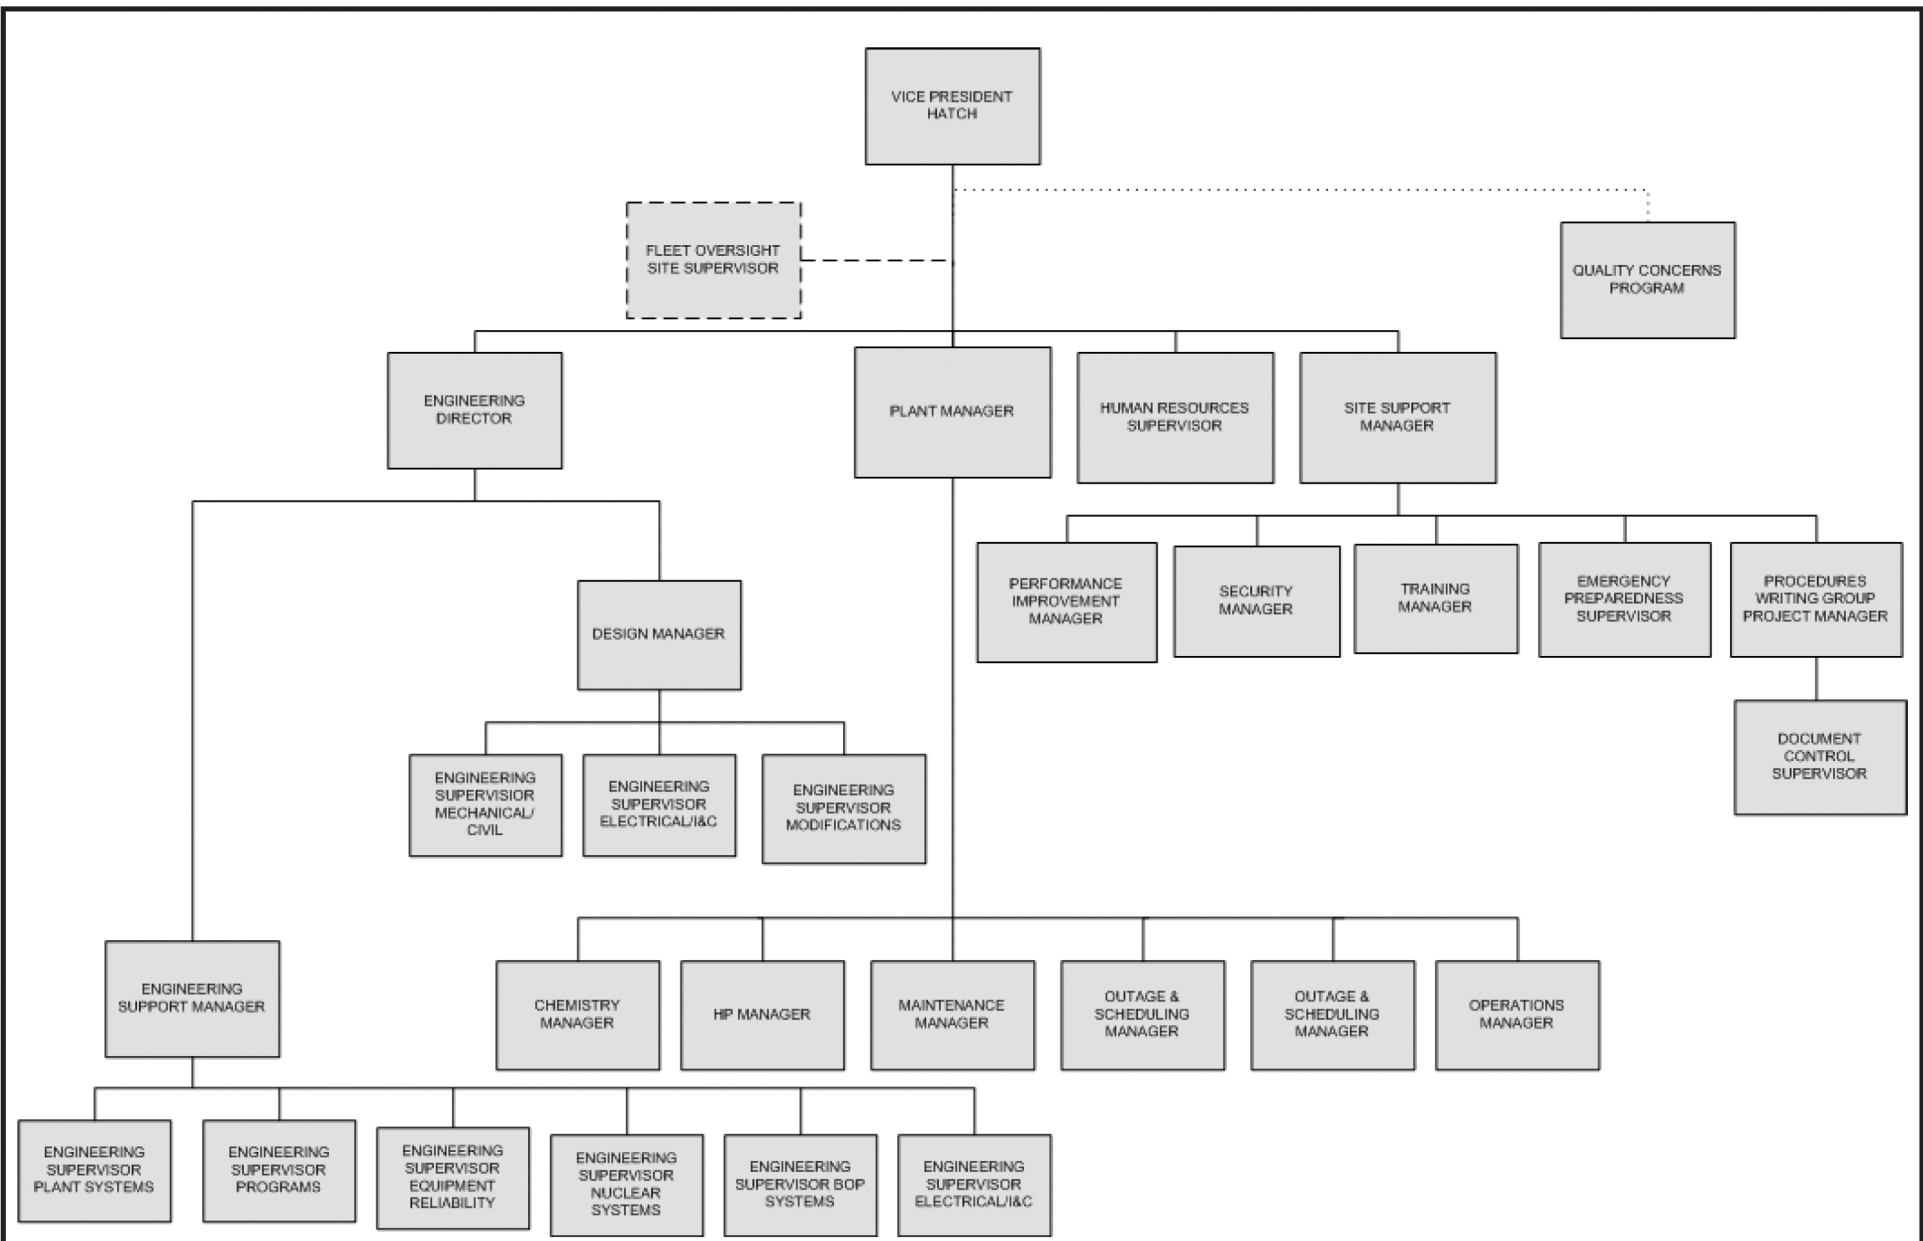 VICE PRESIDENT
HATCH
FLEET OVERSIGHT
SITE SUPERVISOR
QUALITY CONCERNS
PROGRAM
ENGINEERING
DIRECTOR
PLANT MANAGER
HUMAN RESOURCES
SUPERVISOR
SITE SUPPORT
MANAGER
PERFORMANCE
IMPROVEMENT
MANAGER
SECURITY
MANAGER
TRAINING
MANAGER
EMERGENCY
PREPAREDNESS
SUPERVISOR
PROCEDURES
WRITING GROUP
PROJECT MANAGER
DESIGN MANAGER
DOCUMENT
CONTROL
SUPERVISOR
ENGINEERING
SUPERVISIOR
MECHANICAL/
CIVIL
ENGINEERING
SUPERVISOR
ELECTRICAL/I&C
ENGINEERING
SUPERVISOR
MODIFICATIONS
ENGINEERING
SUPPORT MANAGER
CHEMISTRY
MANAGER
HP MANAGER
MAINTENANCE
MANAGER
OUTAGE &
SCHEDULING
MANAGER
OUTAGE &
SCHEDULING
MANAGER
OPERATIONS
MANAGER
ENGINEERING
SUPERVISOR
PLANT SYSTEMS
ENGINEERING
SUPERVISOR
PROGRAMS
ENGINEERING
SUPERVISOR
EQUIPMENT
RELIABILITY
ENGINEERING
SUPERVISOR
NUCLEAR
SYSTEMS
ENGINEERING
SUPERVISOR BOP
SYSTEMS
ENGINEERING
SUPERVISOR
ELECTRICAL/I&C